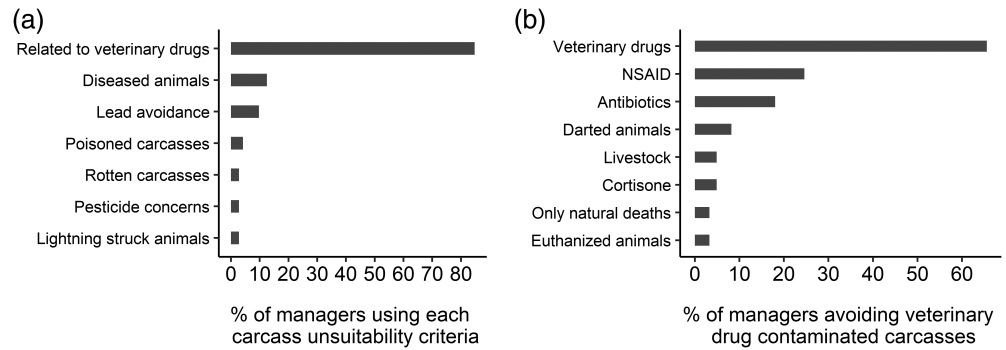 (a)
Related to veterinary drugs
Diseased animals
Lead avoidance
Poisoned carcasses
Rotten carcasses
Pesticide concerns
Lightning struck animals
0 10 20 30 40 50 60 70 80
% of managers using each
carcass unsuitability criteria
(b)
Veterinary drugs
NSAID
Antibiotics
Darted animals
Livestock
Cortisone
Only natural deaths
Euthanized animals
0 10 20 30 40 50 60
% of managers avoiding veterinary
drug contaminated carcasses